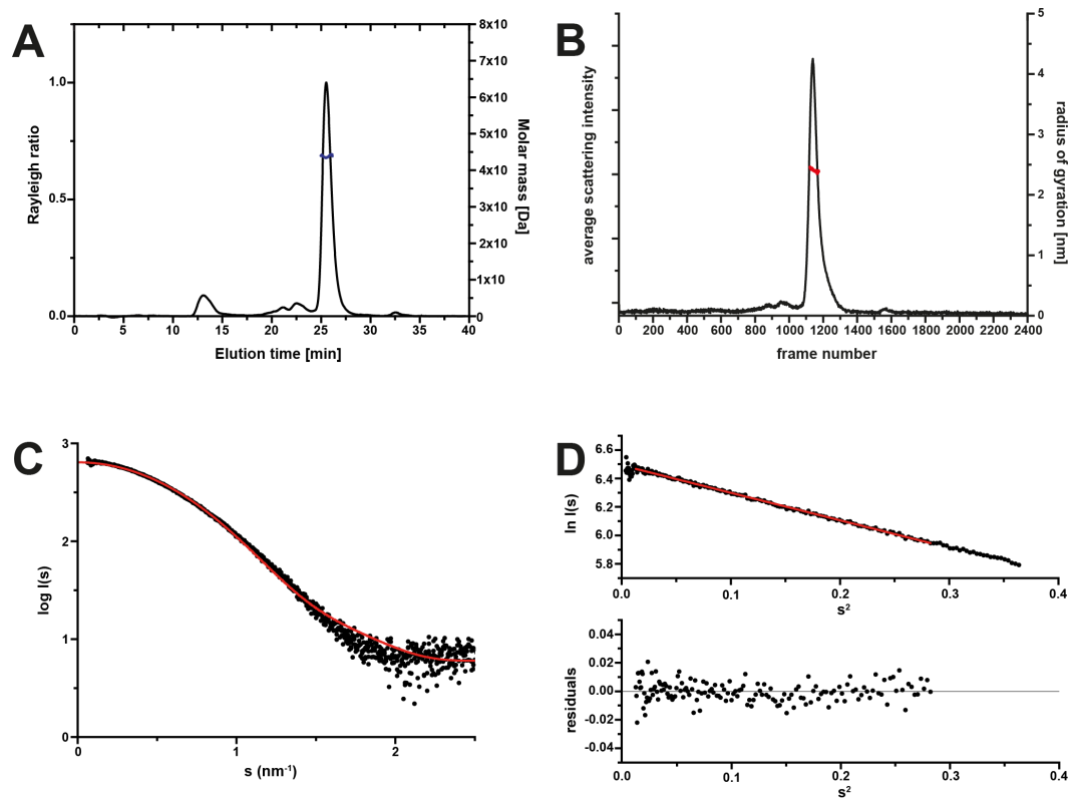 A
Rayleigh ratio
1.0
0.5
0.0
0 5 10 15 20 25 30 35 40
Elution time [min]
8x10
7x10
6x10
5x10
4x10
3x10
2x10
1x10
0
Molar mass [Da]
B
average scattering intensity
0 200 400 600 800 1000 1200 1400 1600 1800 2000 2200 2400
frame number
5
4
3
2
1
0
radius of gyration [nm]
C
log I(s)
3
2
1
0
0 1 2
s (nm⁻¹)
D
ln I(s)
6.6
6.4
6.2
6.0
5.8
0.0 0.1 0.2 0.3 0.4
s²
residuals
0.04
0.02
0.00
-0.02
-0.04
0.0 0.1 0.2 0.3 0.4
s²